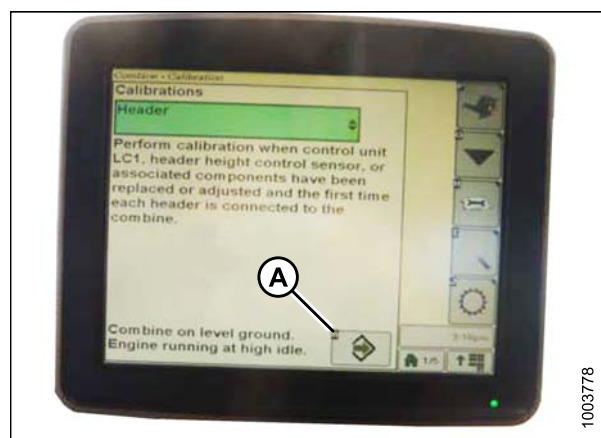 Combine - Calibration
Calibrations
Header
Perform calibration when control unit
LC1, header height control sensor, or
associated components have been
replaced or adjusted and the first time
each header is connected to the
combine.
A
Combine on level ground.
Engine running at high idle.
1/5
1003778